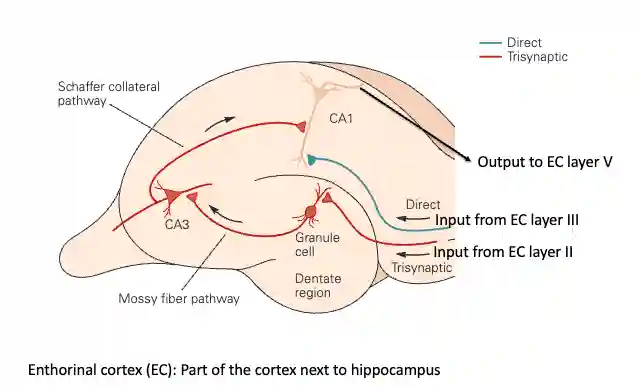 Direct
Trisynaptic
Schaffer collateral
pathway
CA1
Output to EC layer V
Direct
Input from EC layer III
CA3
Granule
cell
Input from EC layer II
Trisynaptic
Dentate
region
Mossy fiber pathway
Enthorinal cortex (EC): Part of the cortex next to hippocampus